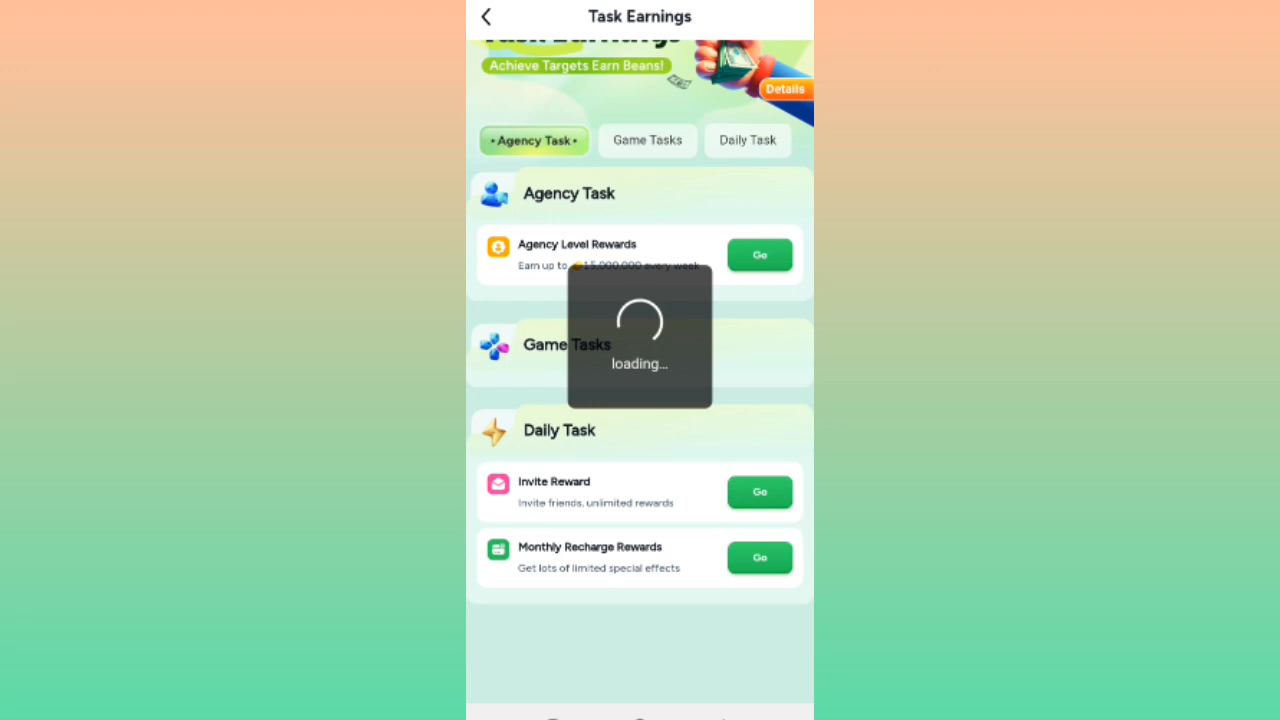 Task Earnings
Task Earnings
Achieve Targets Earn Beans!
Details
Agency Task
Game Tasks
Daily Task
Agency Task
Agency Level Rewards
Go
Earn up to 15,000,000 every week
loading...
Game Tasks
Daily Task
Invite Reward
Go
Invite friends, unlimited rewards
Monthly Recharge Rewards
Go
Get lots of limited special effects